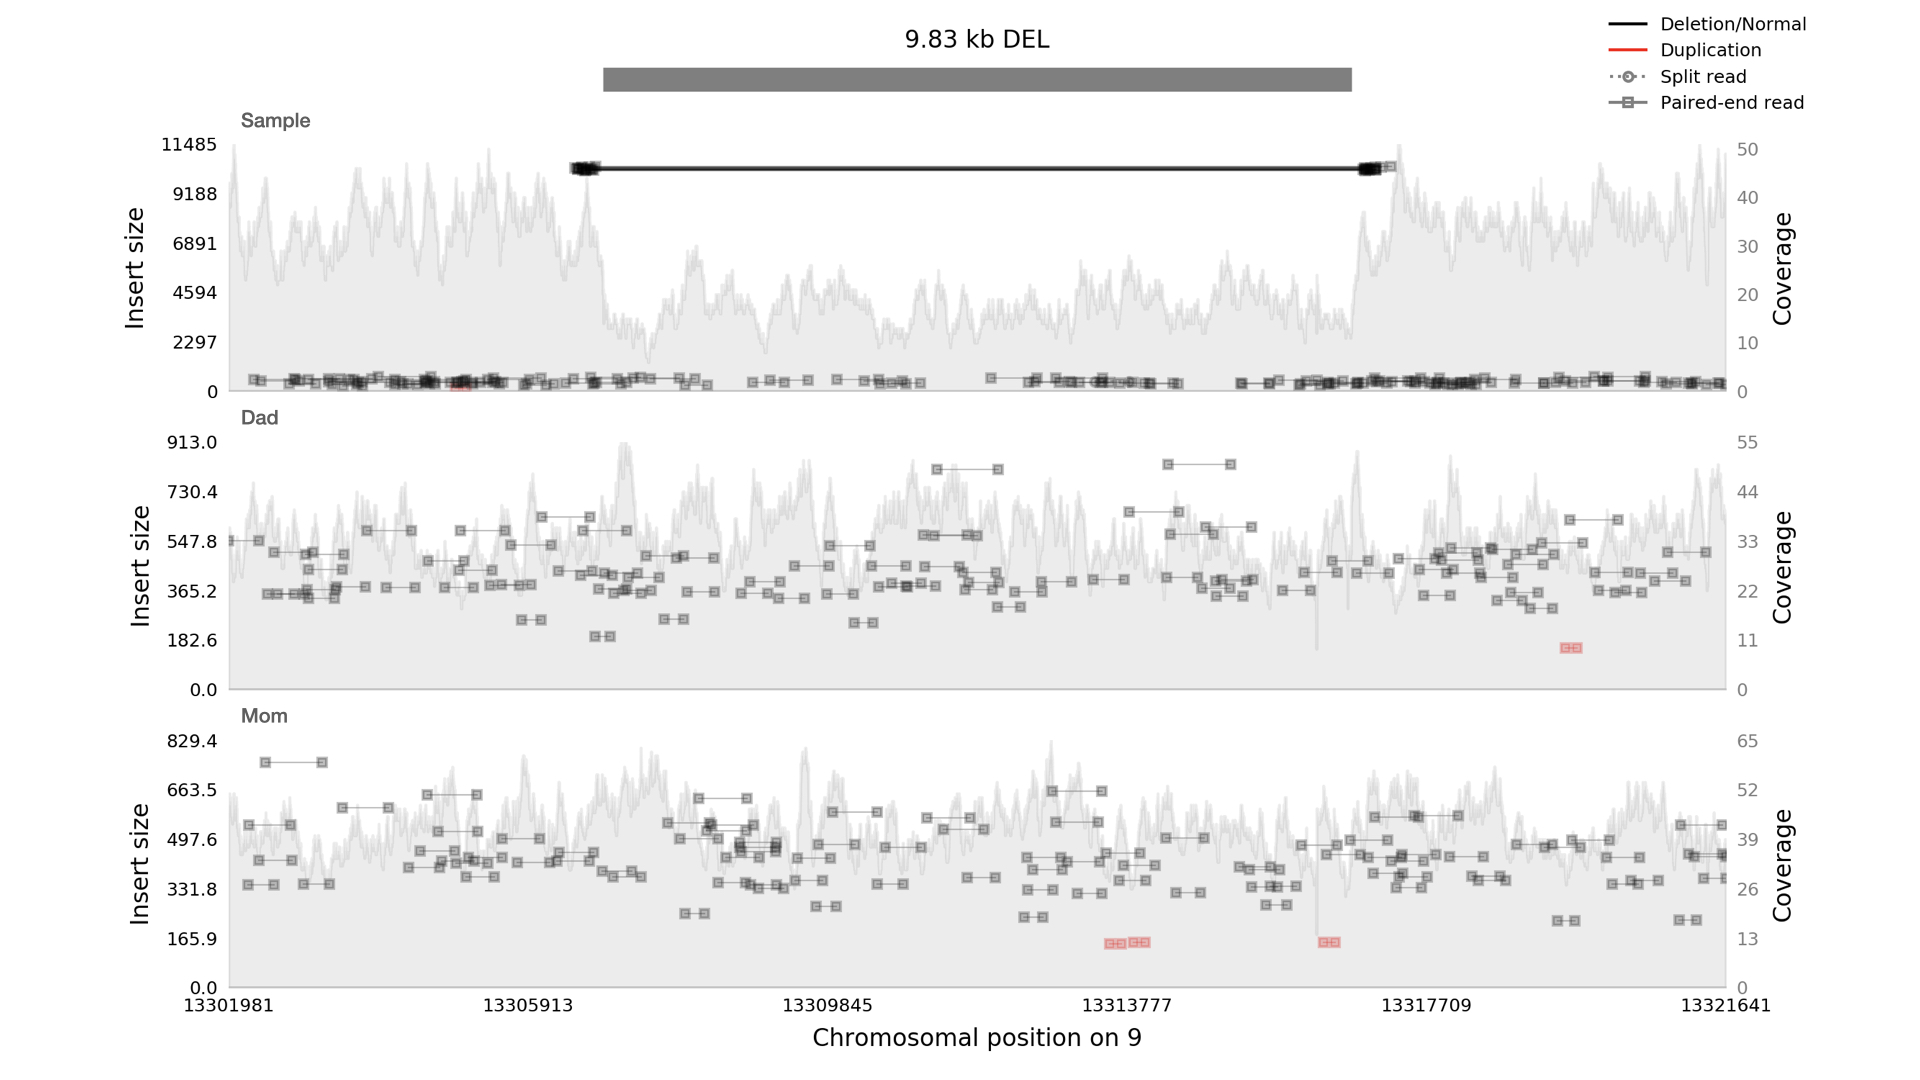 9.83 kb DEL
Deletion/Normal
Duplication
Split read
Paired-end read
Sample
11485
9188
6891
4594
2297
0
Insert size
50
40
30
20
10
0
Coverage
Dad
913.0
730.4
547.8
365.2
182.6
0.0
Insert size
55
44
33
22
11
0
Coverage
Mom
829.4
663.5
497.6
331.8
165.9
0.0
Insert size
65
52
39
26
13
0
Coverage
13301981 13305913 13309845 13313777 13317709 13321641
Chromosomal position on 9